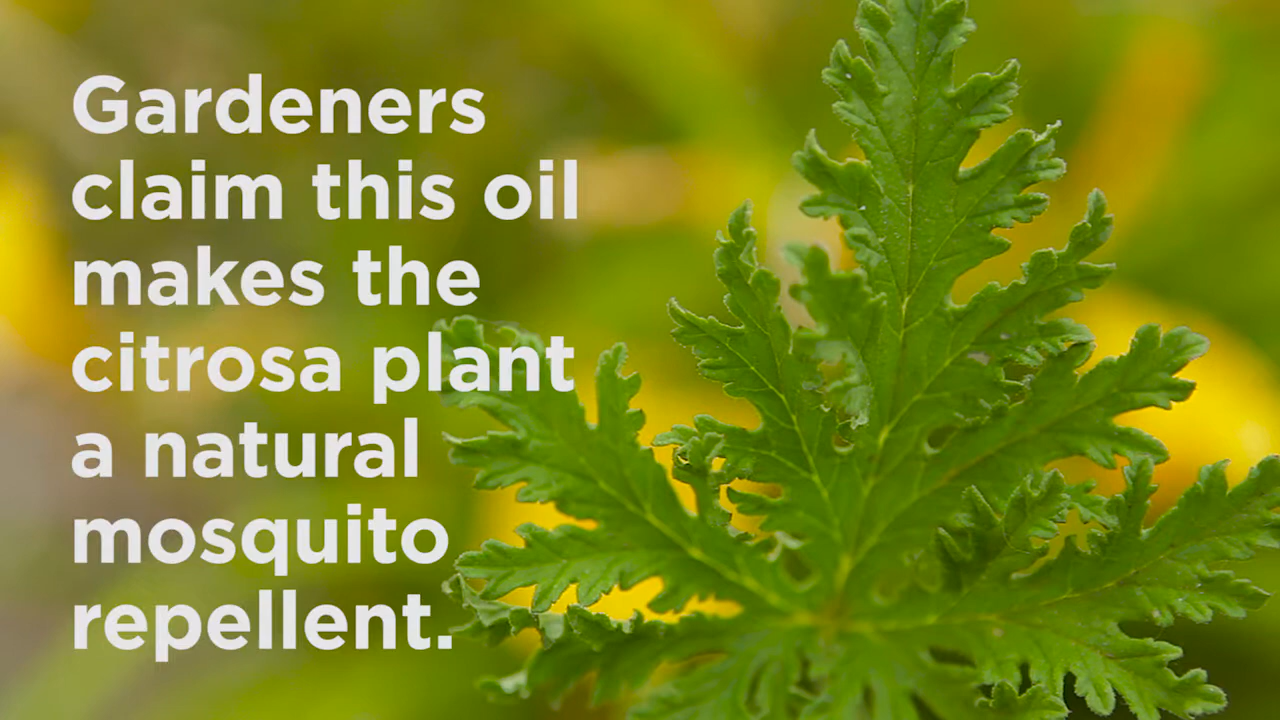 Gardeners
claim this oil
makes the
citrosa plant
a natural
mosquito
repellent.